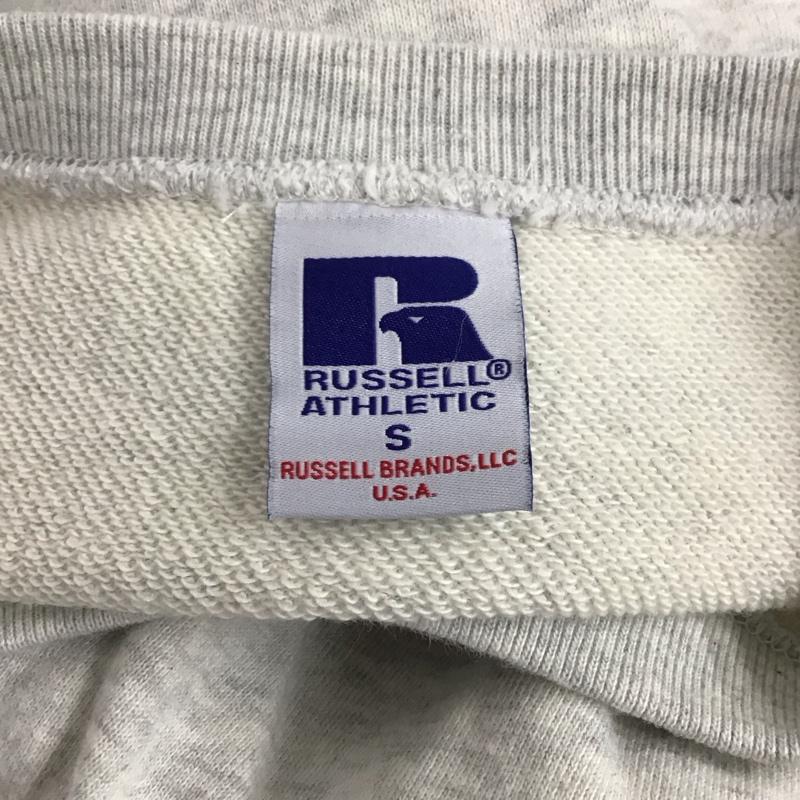 R
RUSSELL®
ATHLETIC
S
RUSSELL BRANDS,LLC
U.S.A.